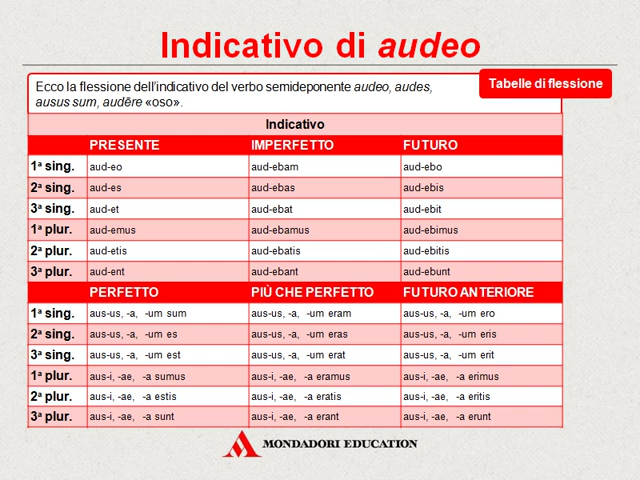 Indicativo di audeo
Tabelle di flessione
Ecco la flessione dell'indicativo del verbo semideponente audeo, audes,
ausus sum, audēre «oso».
Indicativo
PRESENTE IMPERFETTO FUTURO
1ª sing. aud-eo aud-ebam aud-ebo
2ª sing. aud-es aud-ebas aud-ebis
3ª sing. aud-et aud-ebat aud-ebit
1ª plur. aud-emus aud-ebamus aud-ebimus
2ª plur. aud-etis aud-ebatis aud-ebitis
3ª plur. aud-ent aud-ebant aud-ebunt
PERFETTO PIÙ CHE PERFETTO FUTURO ANTERIORE
1ª sing. aus-us, -a, -um sum aus-us, -a, -um eram aus-us, -a, -um ero
2ª sing. aus-us, -a, -um es aus-us, -a, -um eras aus-us, -a, -um eris
3ª sing. aus-us, -a, -um est aus-us, -a, -um erat aus-us, -a, -um erit
1ª plur. aus-i, -ae, -a sumus aus-i, -ae, -a eramus aus-i, -ae, -a erimus
2ª plur. aus-i, -ae, -a estis aus-i, -ae, -a eratis aus-i, -ae, -a eritis
3ª plur. aus-i, -ae, -a sunt aus-i, -ae, -a erant aus-i, -ae, -a erunt
MONDADORI EDUCATION